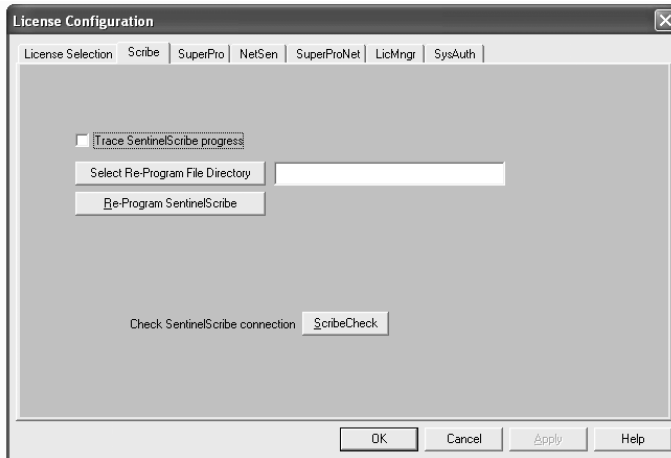 License Configuration
License Selection Scribe SuperPro NetSen SuperProNet LicMngr SysAuth
Trace SentinelScribe progress
Select Re-Program File Directory
Re-Program SentinelScribe
Check SentinelScribe connection ScribeCheck
OK Cancel Apply Help